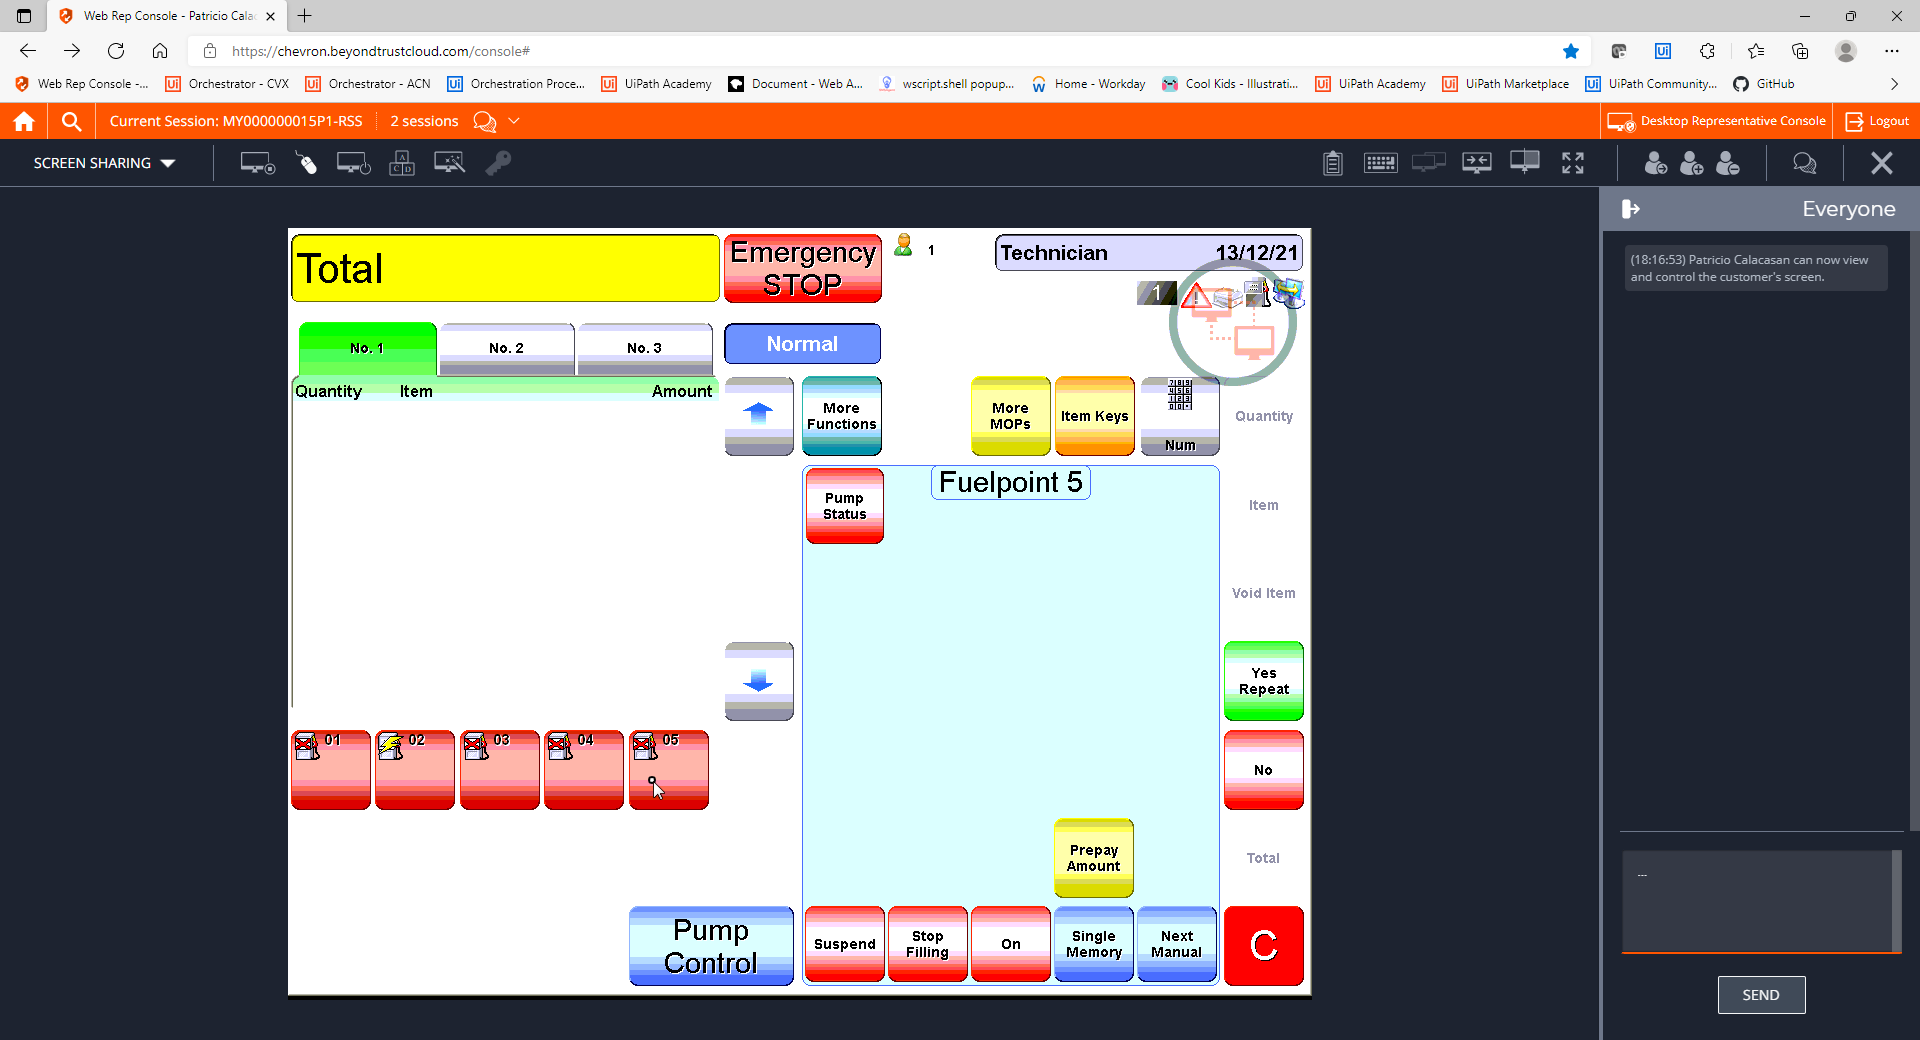 Web Rep Console - Patricio Cala
https://chevron.beyondtrustcloud.com/console#
Web Rep Console -...
Orchestrator - CVX
Orchestrator - ACN
Orchestration Proce...
UiPath Academy
Document - Web A...
wscript.shell popup...
Home - Workday
Cool Kids - Illustrati...
UiPath Academy
UiPath Marketplace
UiPath Community...
GitHub
Current Session: MY000000015P1-RSS
2 sessions
Desktop Representative Console
Logout
SCREEN SHARING
Everyone
(18:16:53) Patricio Calacasan can now view
and control the customer's screen.
Total
Emergency
STOP
1
Technician 13/12/21
1
No. 1
No. 2
No. 3
Normal
Quantity Item Amount
More
Functions
More
MOPs
Item Keys
Num
Quantity
Fuelpoint 5
Pump
Status
Item
Void Item
Yes
Repeat
01
02
03
04
05
No
Prepay
Amount
Total
Pump
Control
Suspend
Stop
Filling
On
Single
Memory
Next
Manual
C
...
SEND